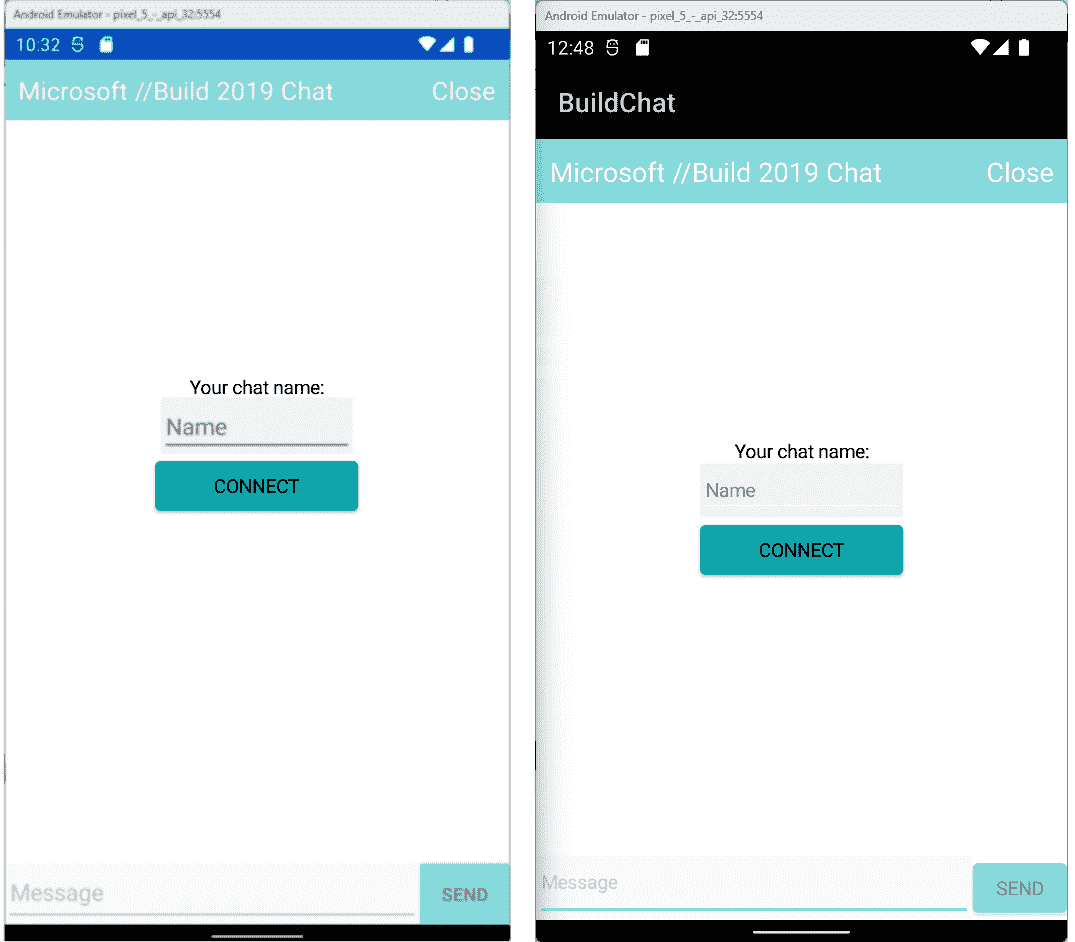 Android Emulator - pixel_5_-_api_32:5554
10:32
Microsoft //Build 2019 Chat Close
Your chat name:
Name
CONNECT
Message SEND
Android Emulator - pixel_5_-_api_32:5554
12:48
BuildChat
Microsoft //Build 2019 Chat Close
Your chat name:
Name
CONNECT
Message SEND